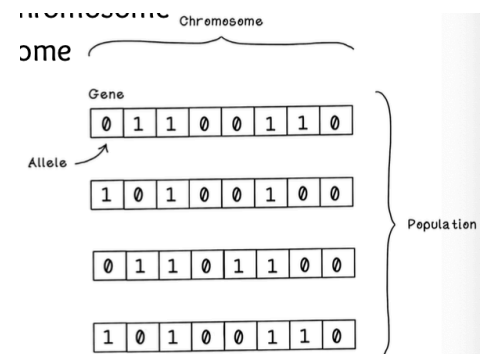 Chromosome
ome
Gene
0 1 1 0 0 1 1 0
Allele
1 0 1 0 0 1 0 0
Population
0 1 1 0 1 1 0 0
1 0 1 0 0 1 1 0